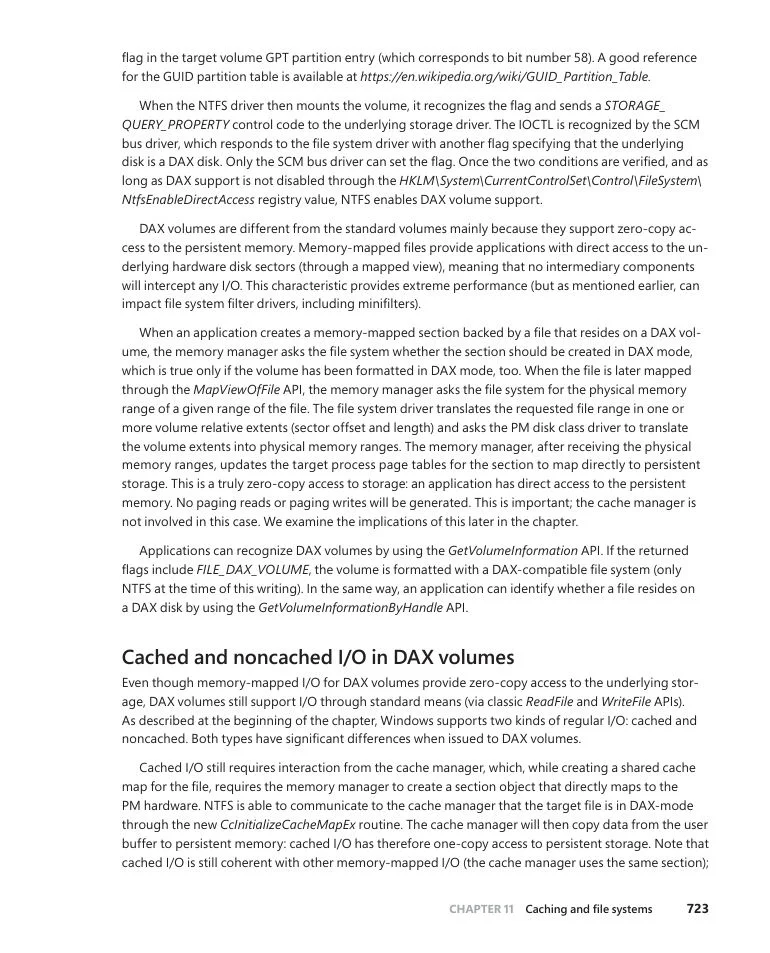 flag in the target volume GPT partition entry (which corresponds to bit number 58). A good reference
for the GUID partition table is available at https://en.wikipedia.org/wiki/GUID_Partition_Table.
When the NTFS driver then mounts the volume, it recognizes the flag and sends a STORAGE_
QUERY_PROPERTY control code to the underlying storage driver. The IOCTL is recognized by the SCM
bus driver, which responds to the file system driver with another flag specifying that the underlying
disk is a DAX disk. Only the SCM bus driver can set the flag. Once the two conditions are verified, and as
long as DAX support is not disabled through the HKLM\System\CurrentControlSet\Control\FileSystem\
NtfsEnableDirectAccess registry value, NTFS enables DAX volume support.
DAX volumes are different from the standard volumes mainly because they support zero-copy ac-
cess to the persistent memory. Memory-mapped files provide applications with direct access to the un-
derlying hardware disk sectors (through a mapped view), meaning that no intermediary components
will intercept any I/O. This characteristic provides extreme performance (but as mentioned earlier, can
impact file system filter drivers, including minifilters).
When an application creates a memory-mapped section backed by a file that resides on a DAX vol-
ume, the memory manager asks the file system whether the section should be created in DAX mode,
which is true only if the volume has been formatted in DAX mode, too. When the file is later mapped
through the MapViewOfFile API, the memory manager asks the file system for the physical memory
range of a given range of the file. The file system driver translates the requested file range in one or
more volume relative extents (sector offset and length) and asks the PM disk class driver to translate
the volume extents into physical memory ranges. The memory manager, after receiving the physical
memory ranges, updates the target process page tables for the section to map directly to persistent
storage. This is a truly zero-copy access to storage: an application has direct access to the persistent
memory. No paging reads or paging writes will be generated. This is important; the cache manager is
not involved in this case. We examine the implications of this later in the chapter.
Applications can recognize DAX volumes by using the GetVolumeInformation API. If the returned
flags include FILE_DAX_VOLUME, the volume is formatted with a DAX-compatible file system (only
NTFS at the time of this writing). In the same way, an application can identify whether a file resides on
a DAX disk by using the GetVolumeInformationByHandle API.
Cached and noncached I/O in DAX volumes
Even though memory-mapped I/O for DAX volumes provide zero-copy access to the underlying stor-
age, DAX volumes still support I/O through standard means (via classic ReadFile and WriteFile APIs).
As described at the beginning of the chapter, Windows supports two kinds of regular I/O: cached and
noncached. Both types have significant differences when issued to DAX volumes.
Cached I/O still requires interaction from the cache manager, which, while creating a shared cache
map for the file, requires the memory manager to create a section object that directly maps to the
PM hardware. NTFS is able to communicate to the cache manager that the target file is in DAX-mode
through the new CcInitializeCacheMapEx routine. The cache manager will then copy data from the user
buffer to persistent memory: cached I/O has therefore one-copy access to persistent storage. Note that
cached I/O is still coherent with other memory-mapped I/O (the cache manager uses the same section);
CHAPTER 11 Caching and file systems 723